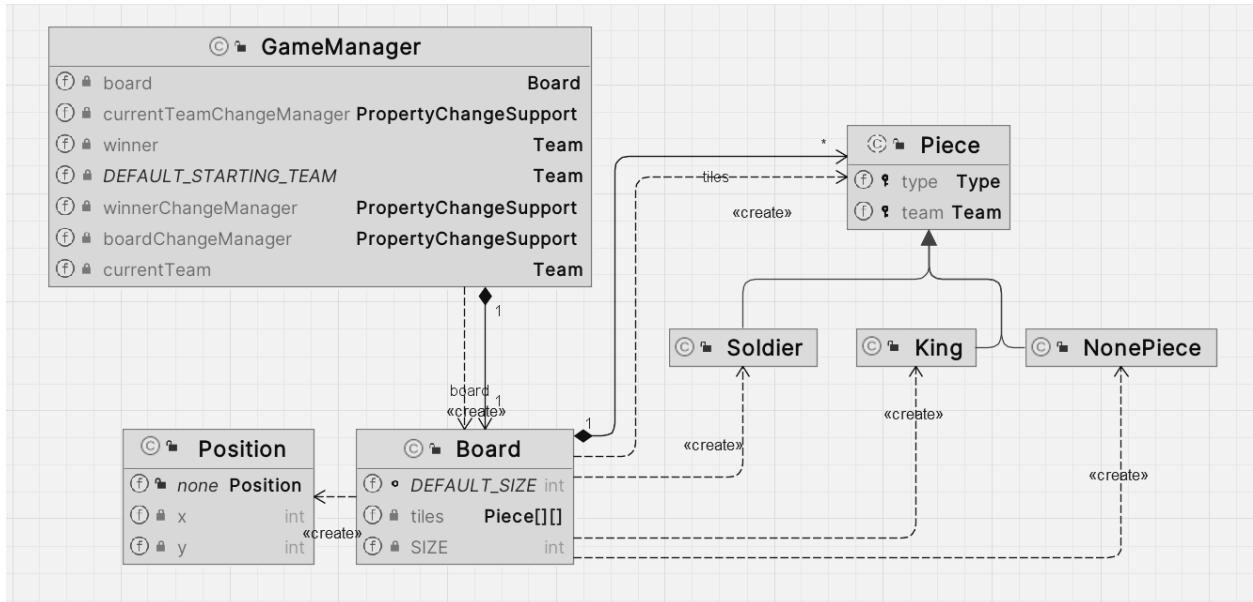 GameManager
board Board
currentTeamChangeManager PropertyChangeSupport
winner Team
DEFAULT_STARTING_TEAM Team
winnerChangeManager PropertyChangeSupport
boardChangeManager PropertyChangeSupport
currentTeam Team
*
Piece
type Type
team Team
tiles
«create»
1
Soldier
King
NonePiece
board
1
«create»
1
«create»
«create»
«create»
Position
none Position
x int
y int
«create»
Board
DEFAULT_SIZE int
tiles Piece[][]
SIZE int